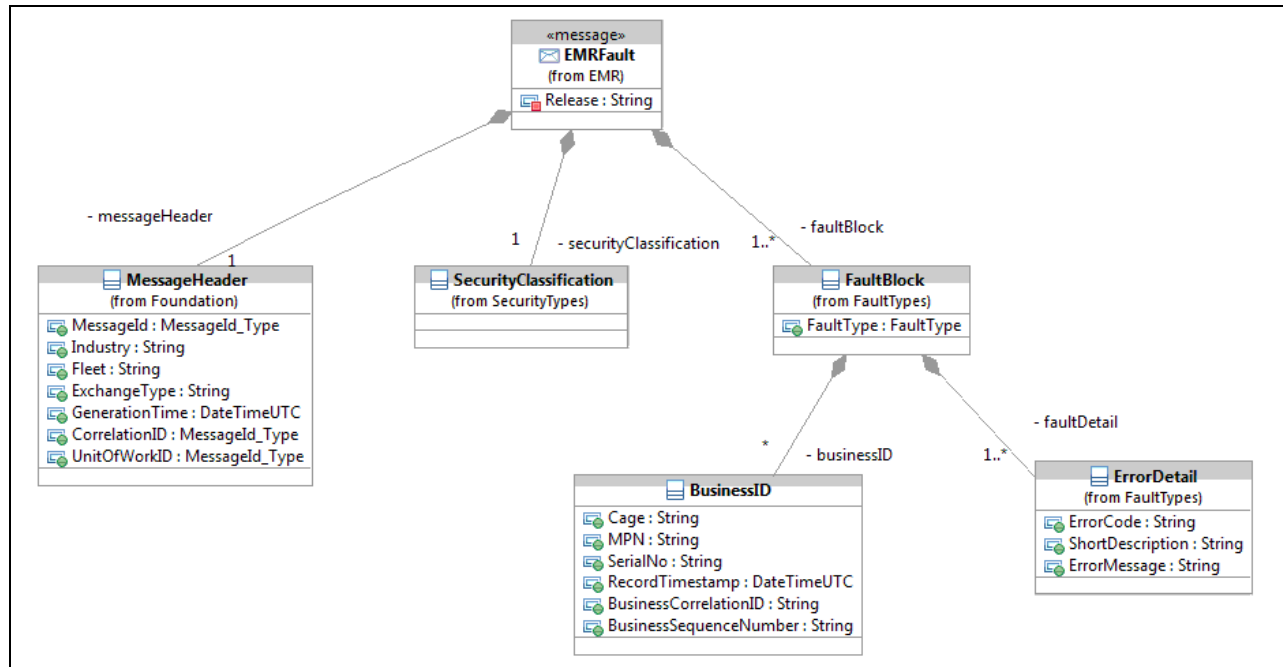 «message»
EMRFault
(from EMR)
Release : String
- messageHeader
1
1
- securityClassification
1..*
- faultBlock
MessageHeader
(from Foundation)
MessageId : MessageId_Type
Industry : String
Fleet : String
ExchangeType : String
GenerationTime : DateTimeUTC
CorrelationID : MessageId_Type
UnitOfWorkID : MessageId_Type
SecurityClassification
(from SecurityTypes)
FaultBlock
(from FaultTypes)
FaultType : FaultType
*
- businessID
- faultDetail
1..*
BusinessID
Cage : String
MPN : String
SerialNo : String
RecordTimestamp : DateTimeUTC
BusinessCorrelationID : String
BusinessSequenceNumber : String
ErrorDetail
(from FaultTypes)
ErrorCode : String
ShortDescription : String
ErrorMessage : String